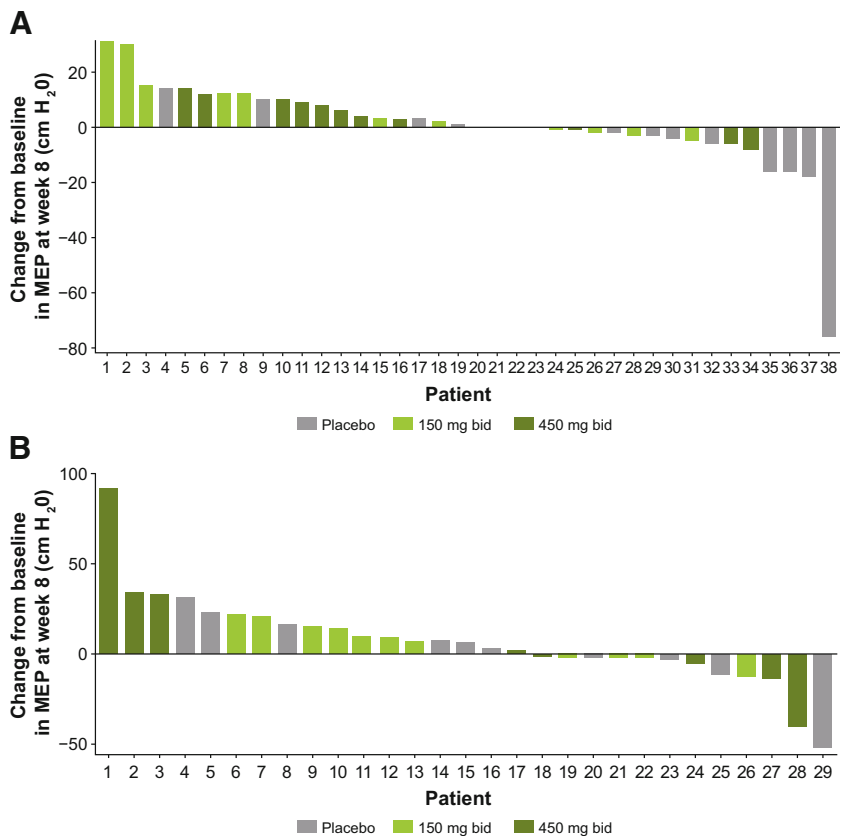 A
Change from baseline
in MEP at week 8 (cm H₂0)
20
0
−20
−40
−60
−80
1 2 3 4 5 6 7 8 9 10 11 12 13 14 15 16 17 18 19 20 21 22 23 24 25 26 27 28 29 30 31 32 33 34 35 36 37 38
Patient
Placebo 150 mg bid 450 mg bid
B
Change from baseline
in MEP at week 8 (cm H₂0)
100
50
0
−50
1 2 3 4 5 6 7 8 9 10 11 12 13 14 15 16 17 18 19 20 21 22 23 24 25 26 27 28 29
Patient
Placebo 150 mg bid 450 mg bid